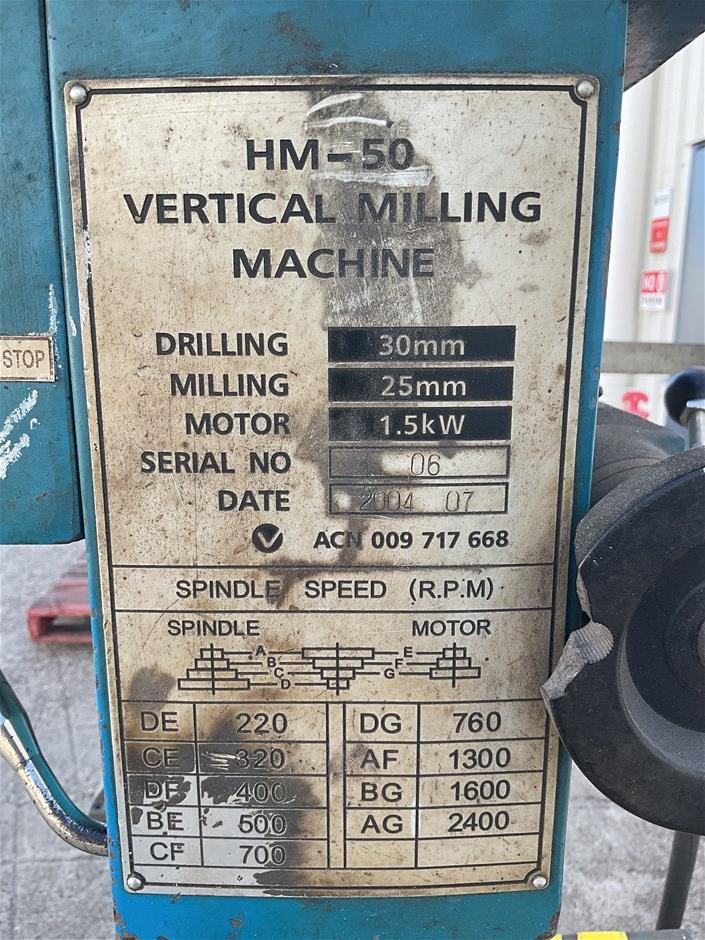 HM-50
VERTICAL MILLING
MACHINE
DRILLING 30mm
MILLING 25mm
MOTOR 1.5kW
SERIAL NO 06
DATE 2004 07
V ACN 009 717 668
SPINDLE SPEED (R.P.M)
SPINDLE MOTOR
A E
B F
C G
D
DE 220 DG 760
CE 320 AF 1300
DF 400 BG 1600
BE 500 AG 2400
CF 700
STOP
NO